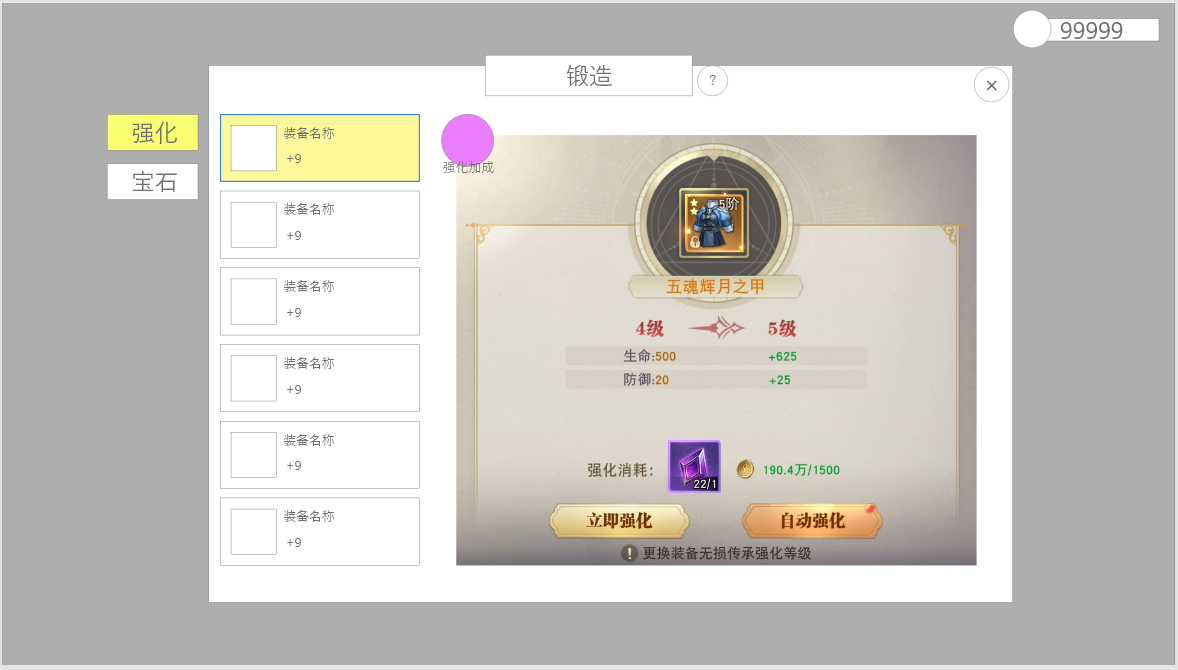 99999
锻造
?
×
强化
宝石
装备名称
+9
装备名称
+9
装备名称
+9
装备名称
+9
装备名称
+9
装备名称
+9
强化加成
5阶
五魂辉月之甲
4级 5级
生命:500 +625
防御:20 +25
强化消耗: 22/1 190.4万/1500
立即强化 自动强化
! 更换装备无损传承强化等级